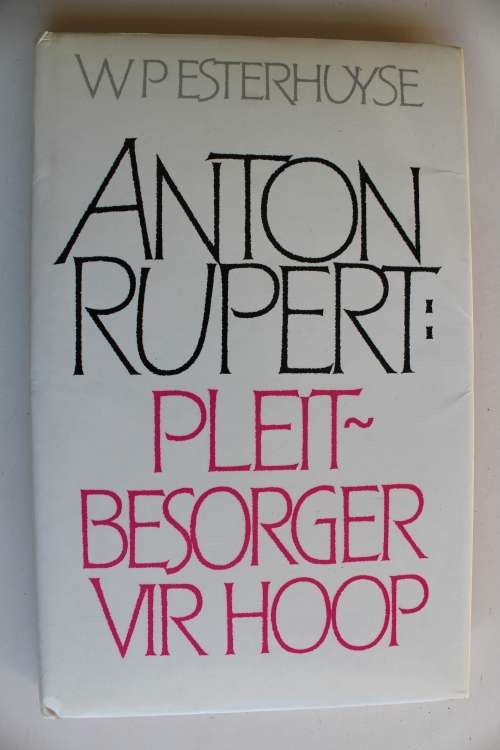 W P ESTERHUYSE
ANTON
RUPERT:
PLEIT~
BESORGER
VIR HOOP